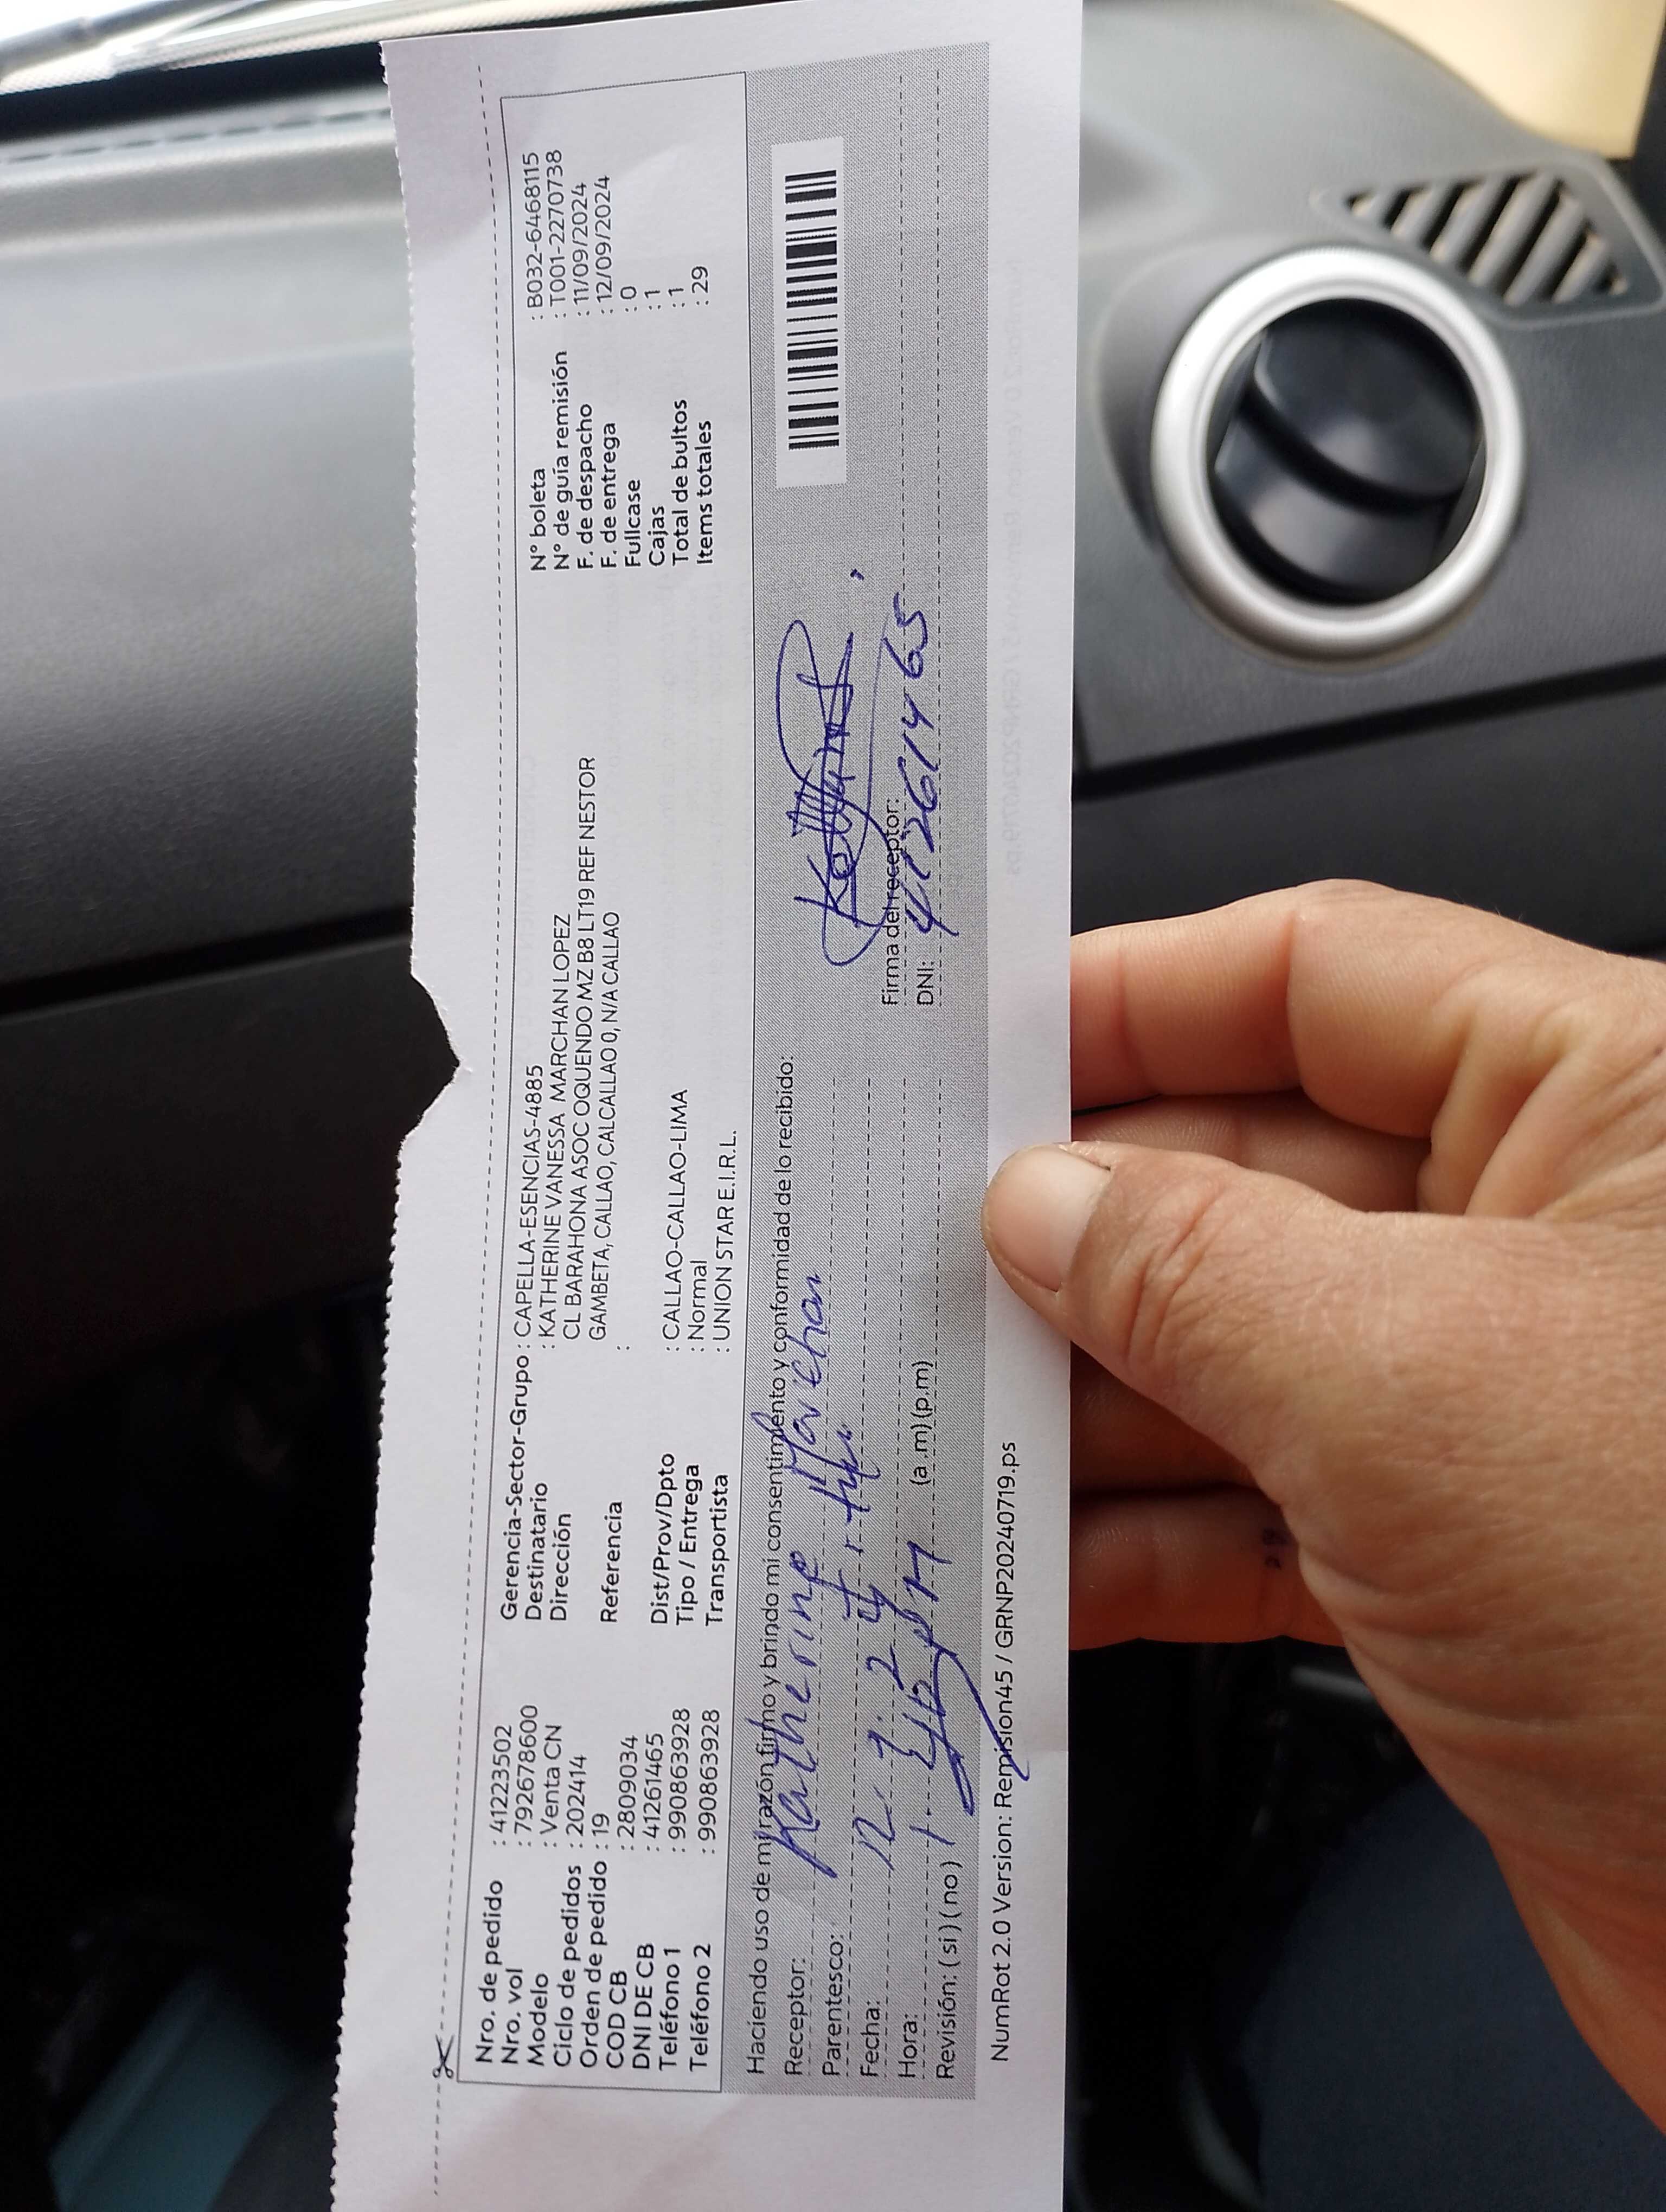 Nro. de pedido : 41223502
Nro. vol : 7926786​00
Modelo : Venta CN
Ciclo de pedidos : 202414
Orden de pedido : 19
COD CB : 2809034
DNI DE CB : 41261465
Teléfono 1 : 990863928
Teléfono 2 : 990863928
Gerencia-Sector-Grupo : CAPELLA-ESENCIAS-4885
Destinatario : KATHERINE VANESSA MARCHAN LOPEZ
Dirección CL BARAHONA ASOC OQUENDO MZ B8 LT19 REF NESTOR
GAMBETA, CALLAO, CALCALLAO 0, N/A CALLAO
Referencia :
Dist/Prov/Dpto : CALLAO-CALLAO-LIMA
Tipo / Entrega : Normal
Transportista : UNION STAR E.I.R.L.
N° boleta : B032-6468115
N° de guía remisión : T001-2270738
F. de despacho : 11/09/2024
F. de entrega : 12/09/2024
Fullcase : 0
Cajas : 1
Total de bultos : 1
Items totales : 29
Haciendo uso de mi razón firmo y brindo mi consentimiento y conformidad de lo recibido:
Receptor: Katherine Marchan
Parentesco:
Fecha:
Hora: (a.m) (p.m)
Revisión: ( si ) ( no )
Firma del receptor:
DNI: 41261465
NumRot 2.0 Version: Remision45 / GRNP20240719.ps